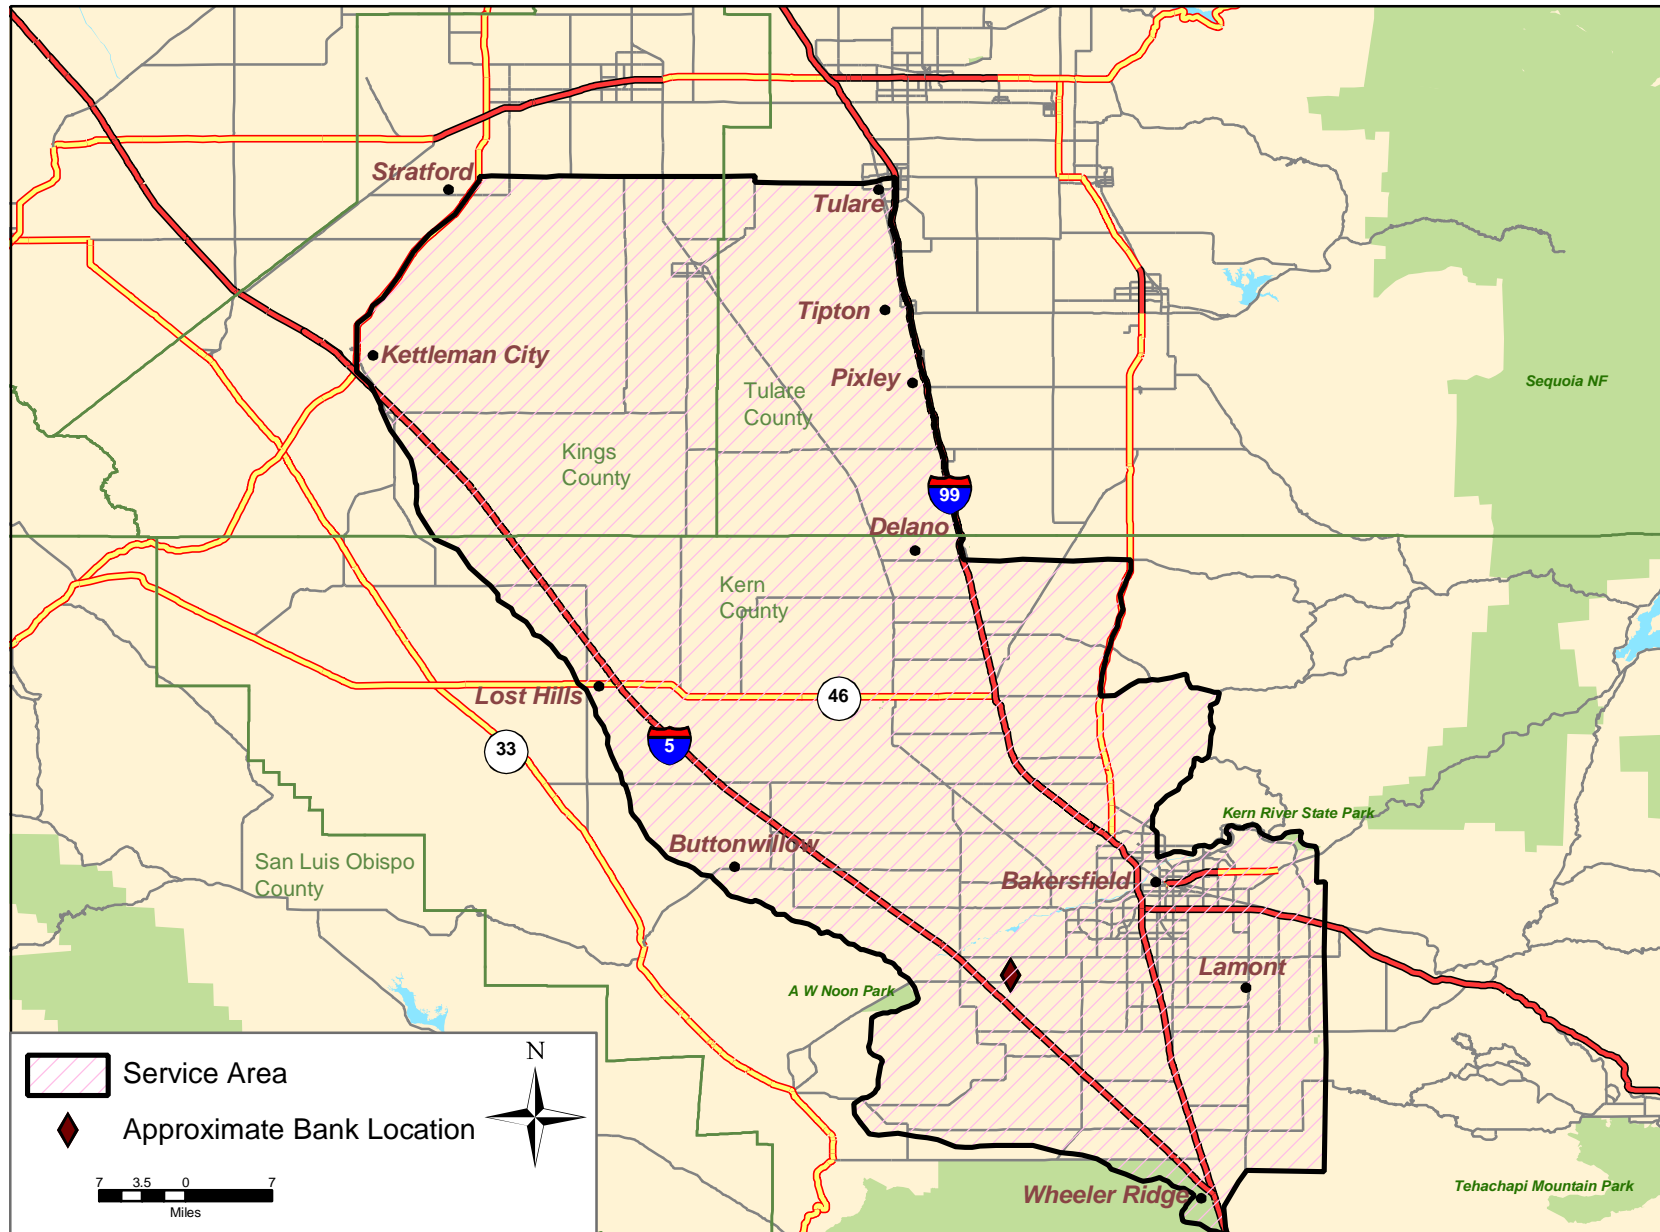 Stratford
Tulare
Tipton
Kettleman City
Pixley
Sequoia NF
Tulare
County
Kings
County
99
Delano
Kern
County
Lost Hills
46
33
5
Kern River State Park
Buttonwillow
San Luis Obispo
County
Bakersfield
Lamont
A W Noon Park
N
Service Area
Approximate Bank Location
7 3.5 0 7
Miles
Wheeler Ridge
Tehachapi Mountain Park